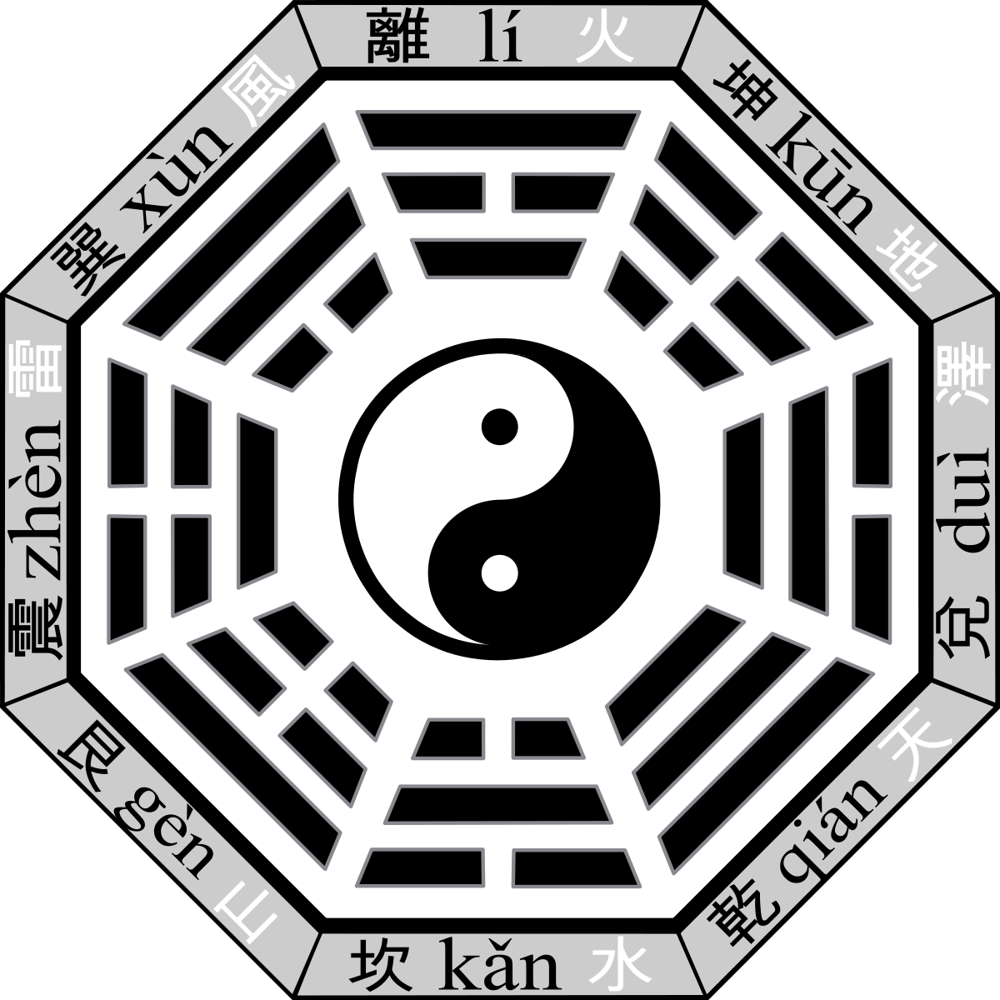 離 lí 火
坤 kūn 地
澤 duì 兌
乾 qián 天
坎 kǎn 水
艮 gèn 山
震 zhèn 雷
巽 xùn 風